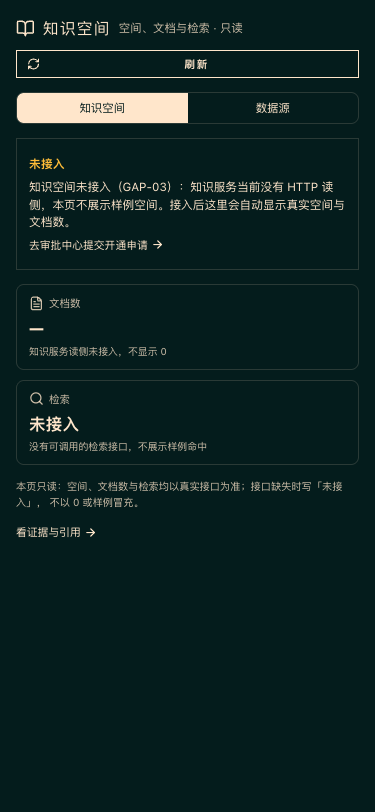 知识空间 空间、文档与检索 · 只读
刷新
知识空间 数据源
未接入
知识空间未接入（GAP-03）：知识服务当前没有 HTTP 读
侧，本页不展示样例空间。接入后这里会自动显示真实空间与
文档数。
去审批中心提交开通申请 →
文档数
—
知识服务读侧未接入，不显示 0
检索
未接入
没有可调用的检索接口，不展示样例命中
本页只读：空间、文档数与检索均以真实接口为准；接口缺失时写「未接
入」，不以 0 或样例冒充。
看证据与引用 →